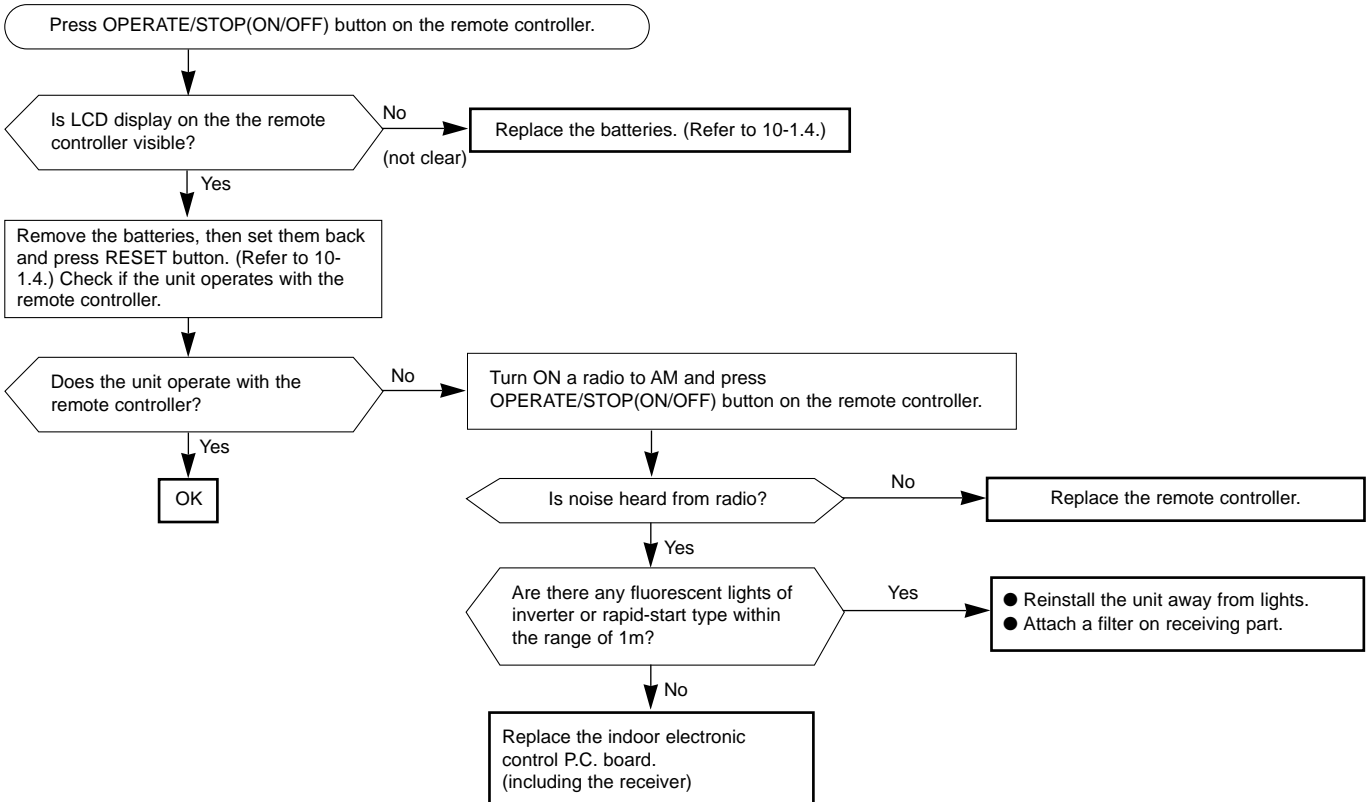 Press OPERATE/STOP(ON/OFF) button on the remote controller.
Is LCD display on the the remote
controller visible?
No
(not clear)
Replace the batteries. (Refer to 10-1.4.)
Yes
Remove the batteries, then set them back
and press RESET button. (Refer to 10-
1.4.) Check if the unit operates with the
remote controller.
Does the unit operate with the
remote controller?
No
Turn ON a radio to AM and press
OPERATE/STOP(ON/OFF) button on the remote controller.
Yes
OK
Is noise heard from radio?
No
Replace the remote controller.
Yes
Are there any fluorescent lights of
inverter or rapid-start type within
the range of 1m?
Yes
● Reinstall the unit away from lights.
● Attach a filter on receiving part.
No
Replace the indoor electronic
control P.C. board.
(including the receiver)